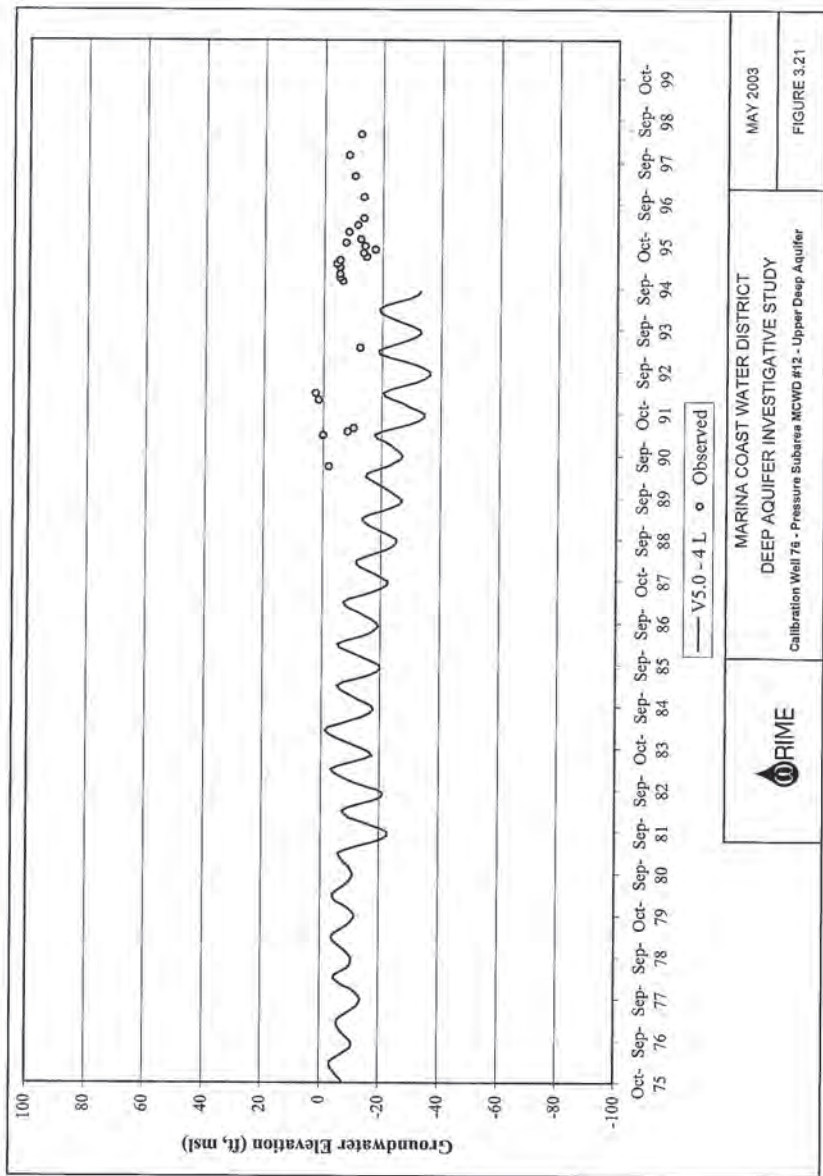 Groundwater Elevation (ft, msl)
100
80
60
40
20
0
-20
-40
-60
-80
-100
Oct- Sep- Sep- Sep- Oct- Sep- Sep- Sep- Oct- Sep- Sep- Sep- Oct- Sep- Sep- Sep- Oct- Sep- Sep- Sep- Oct- Sep- Sep- Sep- Oct-
75 76 77 78 79 80 81 82 83 84 85 86 87 88 89 90 91 92 93 94 95 96 97 98 99
V5.0 - 4 L Observed
RIME
MARINA COAST WATER DISTRICT
DEEP AQUIFER INVESTIGATIVE STUDY
Calibration Well 76 - Pressure Subarea MCWD #12 - Upper Deep Aquifer
MAY 2003
FIGURE 3.21